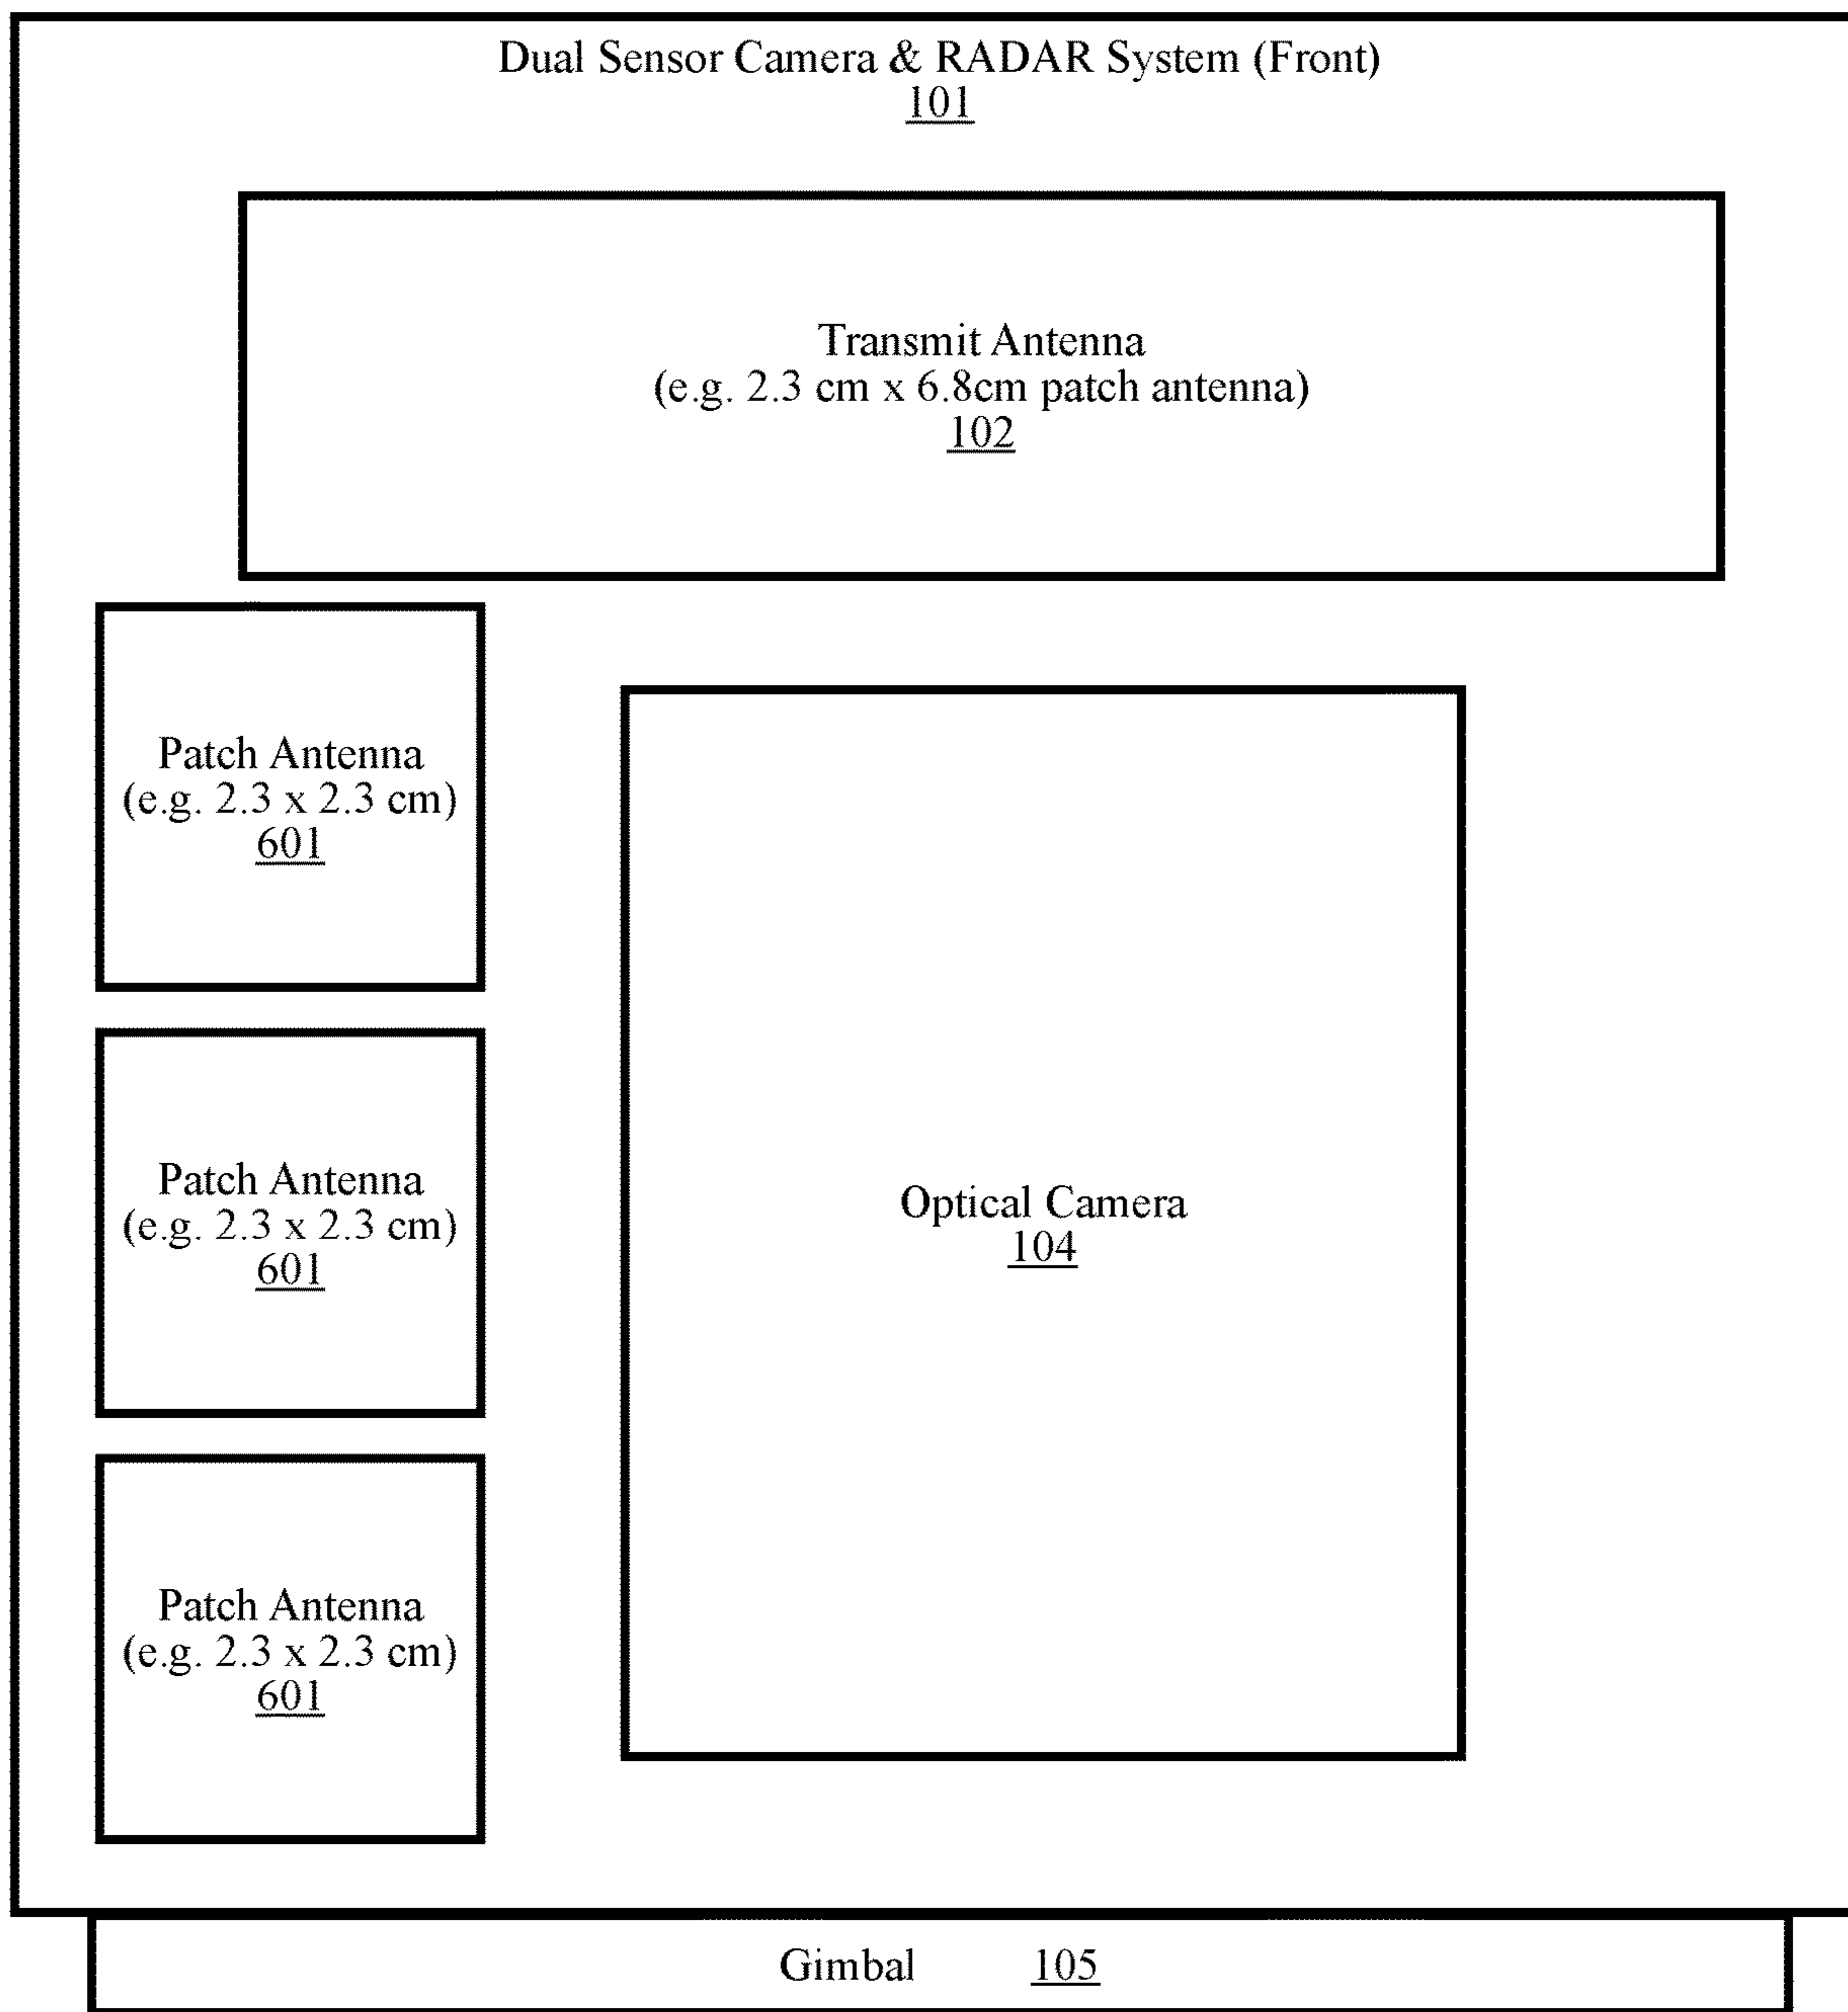 Dual Sensor Camera & RADAR System (Front)
101
Transmit Antenna
(e.g. 2.3 cm x 6.8cm patch antenna)
102
Patch Antenna
(e.g. 2.3 x 2.3 cm)
601
Patch Antenna
(e.g. 2.3 x 2.3 cm)
601
Patch Antenna
(e.g. 2.3 x 2.3 cm)
601
Optical Camera
104
Gimbal 105